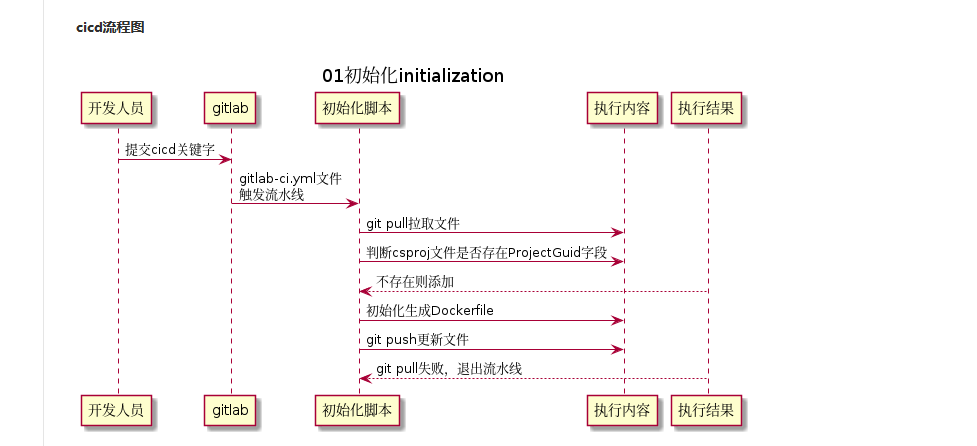 cicd流程图
01初始化initialization
开发人员 gitlab 初始化脚本 执行内容 执行结果
提交cicd关键字
gitlab-ci.yml文件
触发流水线
git pull拉取文件
判断csproj文件是否存在ProjectGuid字段
不存在则添加
初始化生成Dockerfile
git push更新文件
git pull失败，退出流水线
开发人员 gitlab 初始化脚本 执行内容 执行结果